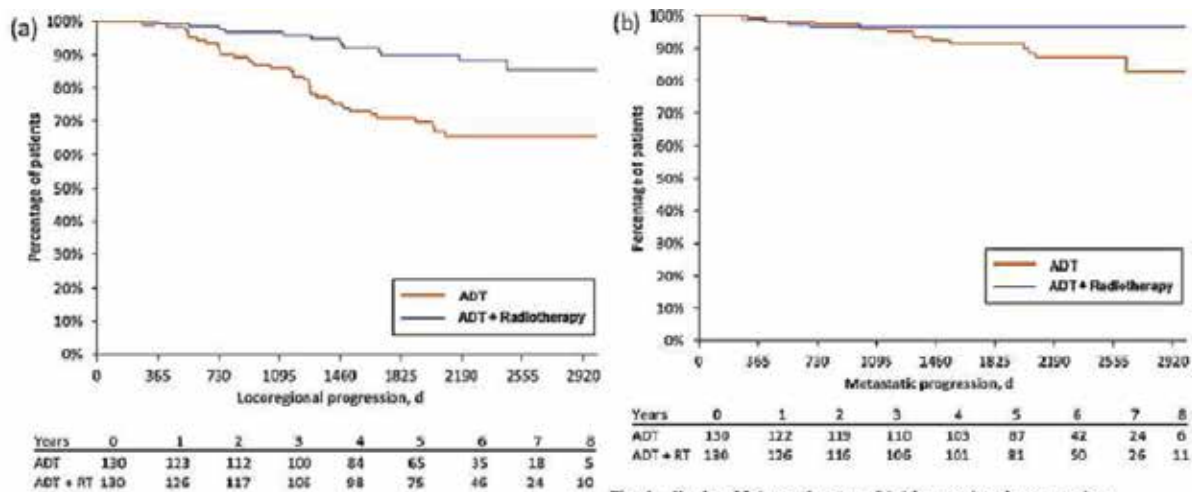 (a)
100%
90%
80%
70%
60%
50%
40%
30%
20%
10%
0%
Percentage of patients
ADT
ADT + Radiotherapy
0 365 730 1095 1460 1825 2190 2555 2920
Locoregional progression, d
Years 0 1 2 3 4 5 6 7 8
ADT 130 123 112 100 84 65 35 18 5
ADT + RT 130 126 117 106 98 76 46 24 10
(b)
100%
90%
80%
70%
60%
50%
40%
30%
20%
10%
0%
Percentage of patients
ADT
ADT + Radiotherapy
0 365 730 1095 1460 1825 2190 2555 2920
Metastatic progression, d
Years 0 1 2 3 4 5 6 7 8
ADT 130 122 119 110 103 87 42 24 6
ADT + RT 130 126 116 106 101 81 50 26 11